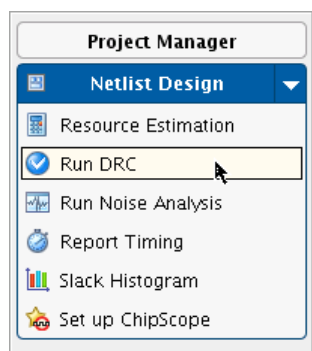 Project Manager
Netlist Design
Resource Estimation
Run DRC
Run Noise Analysis
Report Timing
Slack Histogram
Set up ChipScope